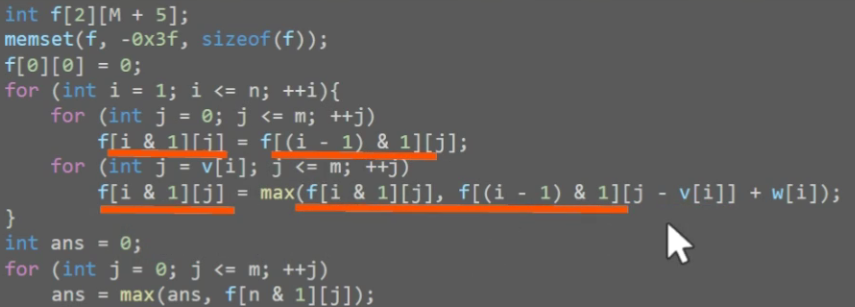 int f[2][M + 5];
memset(f, -0x3f, sizeof(f));
f[0][0] = 0;
for (int i = 1; i <= n; ++i){
    for (int j = 0; j <= m; ++j)
        f[i & 1][j] = f[(i - 1) & 1][j];
    for (int j = v[i]; j <= m; ++j)
        f[i & 1][j] = max(f[i & 1][j], f[(i - 1) & 1][j - v[i]] + w[i]);
}
int ans = 0;
for (int j = 0; j <= m; ++j)
    ans = max(ans, f[n & 1][j]);